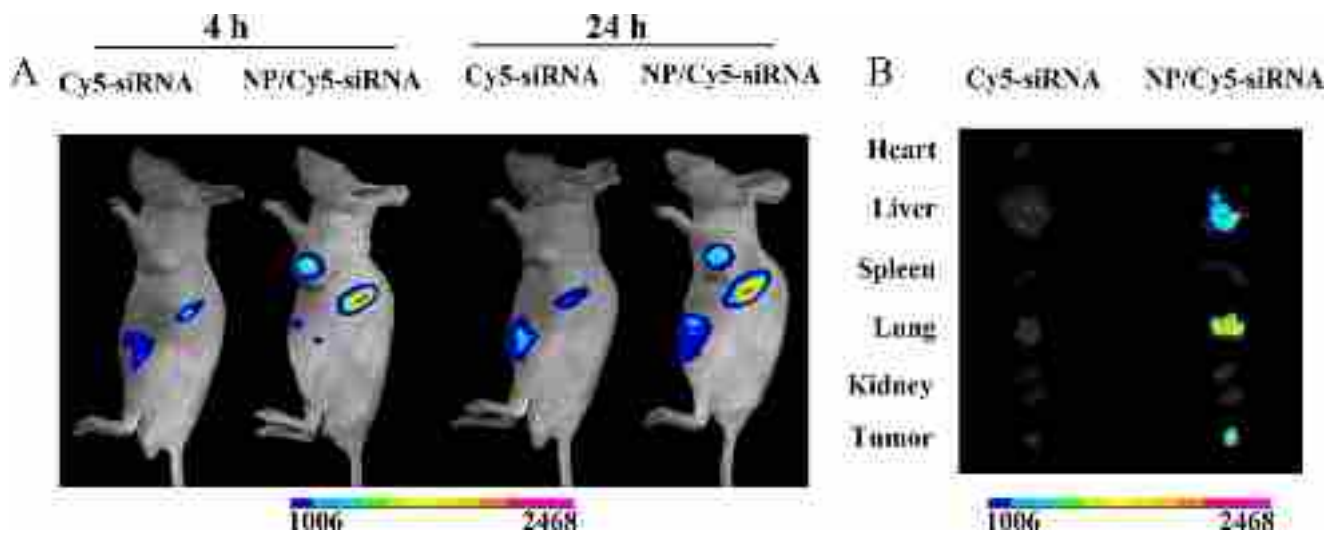 4 h 24 h
A Cy5-siRNA NP/Cy5-siRNA Cy5-siRNA NP/Cy5-siRNA B Cy5-siRNA NP/Cy5-siRNA
Heart
Liver
Spleen
Lung
Kidney
Tumor
1006 2468 1006 2468